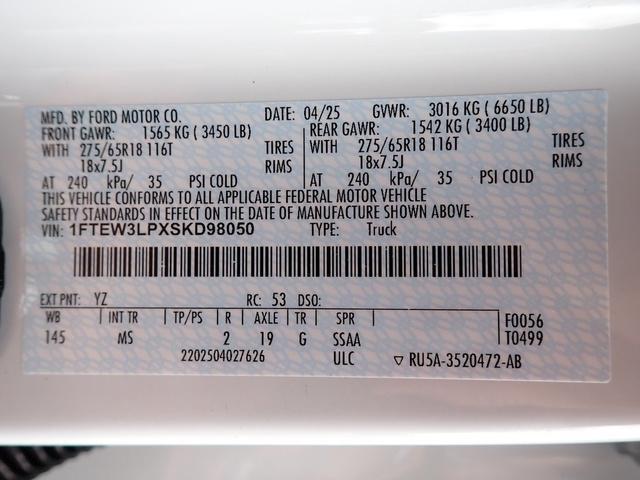 MFD. BY FORD MOTOR CO. DATE: 04/25 GVWR: 3016 KG ( 6650 LB)
FRONT GAWR: 1565 KG ( 3450 LB) REAR GAWR: 1542 KG ( 3400 LB)
WITH 275/65R18 116T TIRES WITH 275/65R18 116T TIRES
18x7.5J RIMS 18x7.5J RIMS
AT 240 kPa/ 35 PSI COLD AT 240 kPa/ 35 PSI COLD
THIS VEHICLE CONFORMS TO ALL APPLICABLE FEDERAL MOTOR VEHICLE
SAFETY STANDARDS IN EFFECT ON THE DATE OF MANUFACTURE SHOWN ABOVE.
VIN: 1FTEW3LPXSKD98050 TYPE: Truck
EXT PNT: YZ RC: 53 DSO:
WB INT TR TP/PS R AXLE TR SPR F0056
145 MS 2 19 G SSAA T0499
2202504027626 ULC ▽ RU5A-3520472-AB